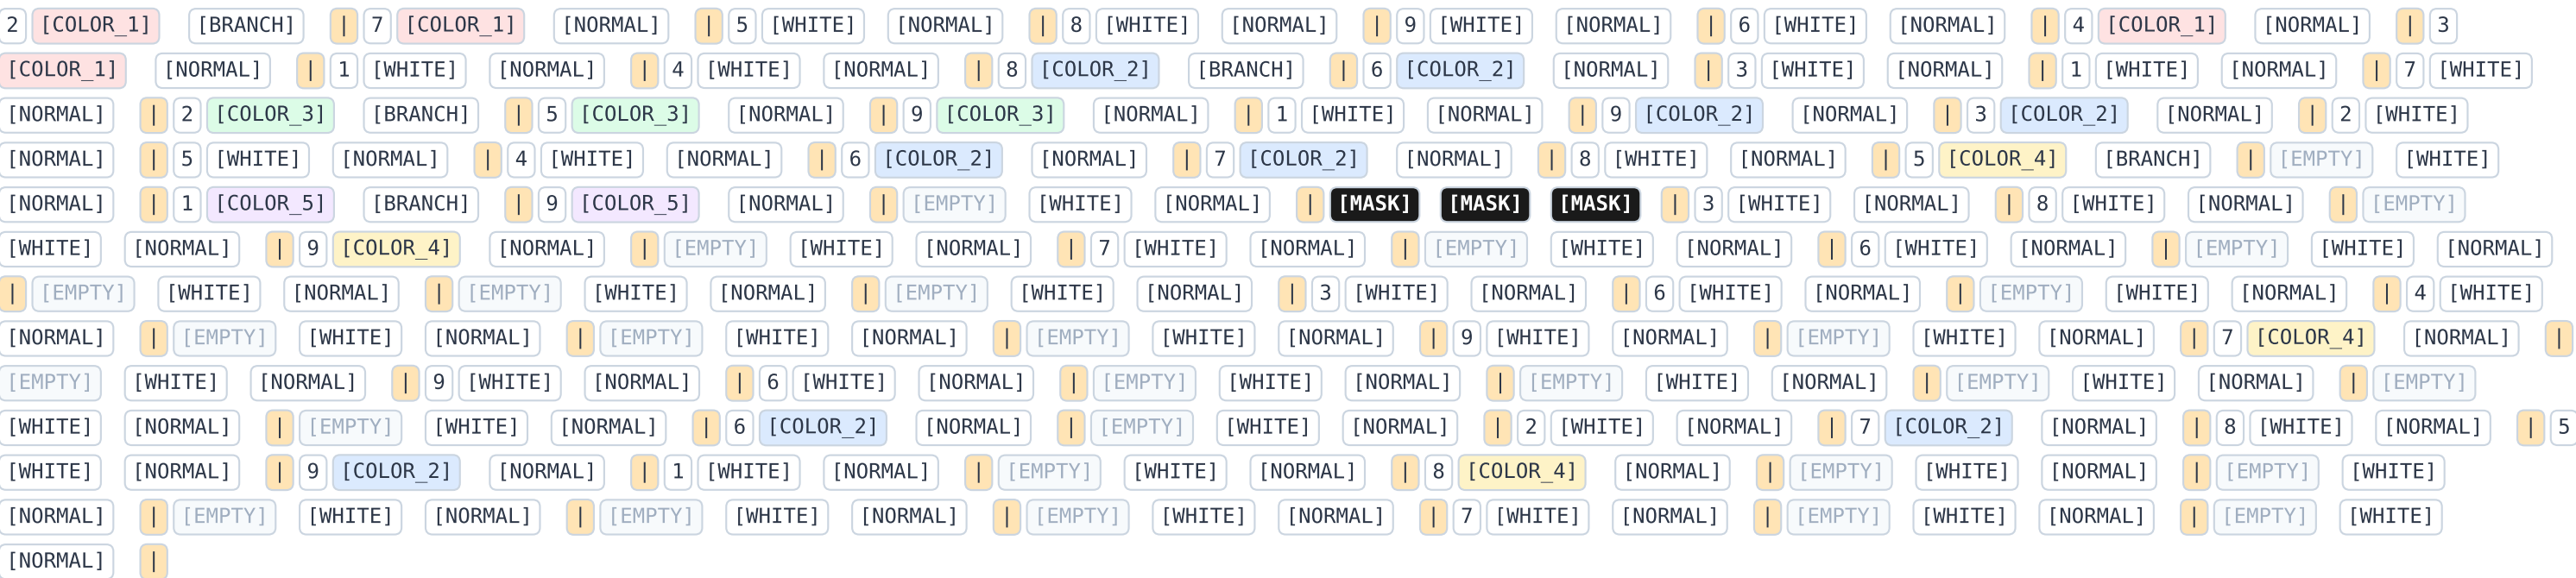 2 [COLOR_1] [BRANCH] | 7 [COLOR_1] [NORMAL] | 5 [WHITE] [NORMAL] | 8 [WHITE] [NORMAL] | 9 [WHITE] [NORMAL] | 6 [WHITE] [NORMAL] | 4 [COLOR_1] [NORMAL] | 3
[COLOR_1] [NORMAL] | 1 [WHITE] [NORMAL] | 4 [WHITE] [NORMAL] | 8 [COLOR_2] [BRANCH] | 6 [COLOR_2] [NORMAL] | 3 [WHITE] [NORMAL] | 1 [WHITE] [NORMAL] | 7 [WHITE]
[NORMAL] | 2 [COLOR_3] [BRANCH] | 5 [COLOR_3] [NORMAL] | 9 [COLOR_3] [NORMAL] | 1 [WHITE] [NORMAL] | 9 [COLOR_2] [NORMAL] | 3 [COLOR_2] [NORMAL] | 2 [WHITE]
[NORMAL] | 5 [WHITE] [NORMAL] | 4 [WHITE] [NORMAL] | 6 [COLOR_2] [NORMAL] | 7 [COLOR_2] [NORMAL] | 8 [WHITE] [NORMAL] | 5 [COLOR_4] [BRANCH] | [EMPTY] [WHITE]
[NORMAL] | 1 [COLOR_5] [BRANCH] | 9 [COLOR_5] [NORMAL] | [EMPTY] [WHITE] [NORMAL] | [MASK] [MASK] [MASK] | 3 [WHITE] [NORMAL] | 8 [WHITE] [NORMAL] | [EMPTY]
[WHITE] [NORMAL] | 9 [COLOR_4] [NORMAL] | [EMPTY] [WHITE] [NORMAL] | 7 [WHITE] [NORMAL] | [EMPTY] [WHITE] [NORMAL] | 6 [WHITE] [NORMAL] | [EMPTY] [WHITE] [NORMAL]
| [EMPTY] [WHITE] [NORMAL] | [EMPTY] [WHITE] [NORMAL] | [EMPTY] [WHITE] [NORMAL] | 3 [WHITE] [NORMAL] | 6 [WHITE] [NORMAL] | [EMPTY] [WHITE] [NORMAL] | 4 [WHITE]
[NORMAL] | [EMPTY] [WHITE] [NORMAL] | [EMPTY] [WHITE] [NORMAL] | [EMPTY] [WHITE] [NORMAL] | 9 [WHITE] [NORMAL] | [EMPTY] [WHITE] [NORMAL] | 7 [COLOR_4] [NORMAL] |
[EMPTY] [WHITE] [NORMAL] | 9 [WHITE] [NORMAL] | 6 [WHITE] [NORMAL] | [EMPTY] [WHITE] [NORMAL] | [EMPTY] [WHITE] [NORMAL] | [EMPTY] [WHITE] [NORMAL] | [EMPTY]
[WHITE] [NORMAL] | [EMPTY] [WHITE] [NORMAL] | 6 [COLOR_2] [NORMAL] | [EMPTY] [WHITE] [NORMAL] | 2 [WHITE] [NORMAL] | 7 [COLOR_2] [NORMAL] | 8 [WHITE] [NORMAL] | 5
[WHITE] [NORMAL] | 9 [COLOR_2] [NORMAL] | 1 [WHITE] [NORMAL] | [EMPTY] [WHITE] [NORMAL] | 8 [COLOR_4] [NORMAL] | [EMPTY] [WHITE] [NORMAL] | [EMPTY] [WHITE]
[NORMAL] | [EMPTY] [WHITE] [NORMAL] | [EMPTY] [WHITE] [NORMAL] | [EMPTY] [WHITE] [NORMAL] | 7 [WHITE] [NORMAL] | [EMPTY] [WHITE] [NORMAL] | [EMPTY] [WHITE]
[NORMAL] |